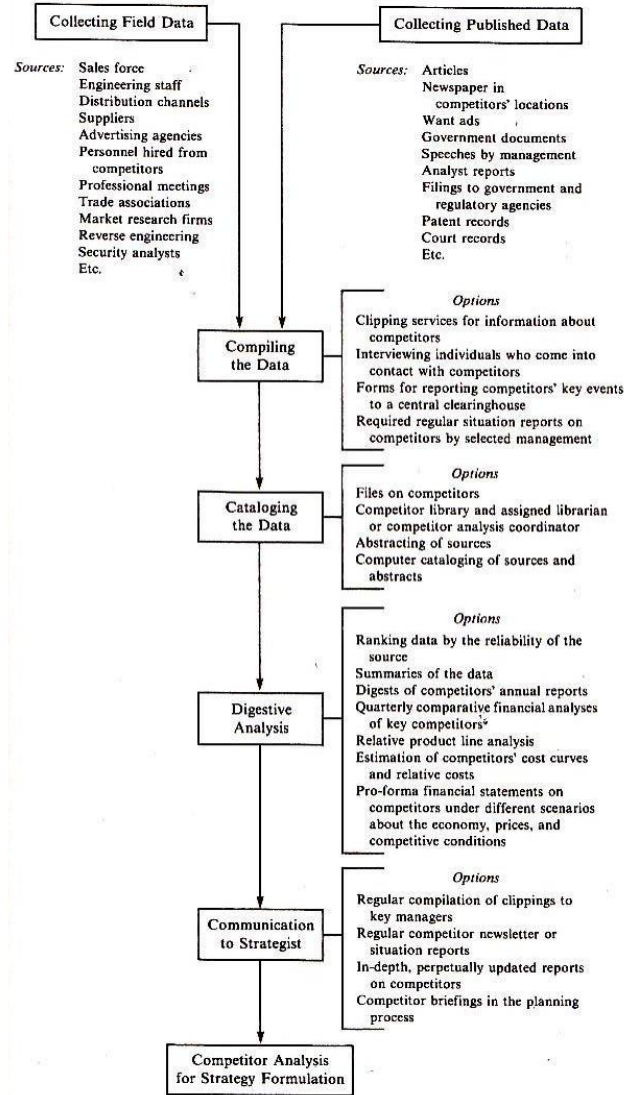 Collecting Field Data
Collecting Published Data
Sources: Sales force
Engineering staff
Distribution channels
Suppliers
Advertising agencies
Personnel hired from
competitors
Professional meetings
Trade associations
Market research firms
Reverse engineering
Security analysts
Etc.
Sources: Articles
Newspaper in
competitors' locations
Want ads
Government documents
Speeches by management
Analyst reports
Filings to government and
regulatory agencies
Patent records
Court records
Etc.
Compiling
the Data
Options
Clipping services for information about
competitors
Interviewing individuals who come into
contact with competitors
Forms for reporting competitors' key events
to a central clearinghouse
Required regular situation reports on
competitors by selected management
Cataloging
the Data
Options
Files on competitors
Competitor library and assigned librarian
or competitor analysis coordinator
Abstracting of sources
Computer cataloging of sources and
abstracts
Digestive
Analysis
Options
Ranking data by the reliability of the
source
Summaries of the data
Digests of competitors' annual reports
Quarterly comparative financial analyses
of key competitors
Relative product line analysis
Estimation of competitors' cost curves
and relative costs
Pro-forma financial statements on
competitors under different scenarios
about the economy, prices, and
competitive conditions
Communication
to Strategist
Options
Regular compilation of clippings to
key managers
Regular competitor newsletter or
situation reports
In-depth, perpetually updated reports
on competitors
Competitor briefings in the planning
process
Competitor Analysis
for Strategy Formulation